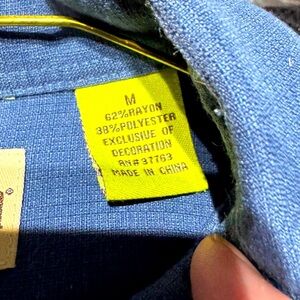 M
62%RAYON
38%POLYESTER
EXCLUSIVE OF
DECORATION
RN#37763
MADE IN CHINA